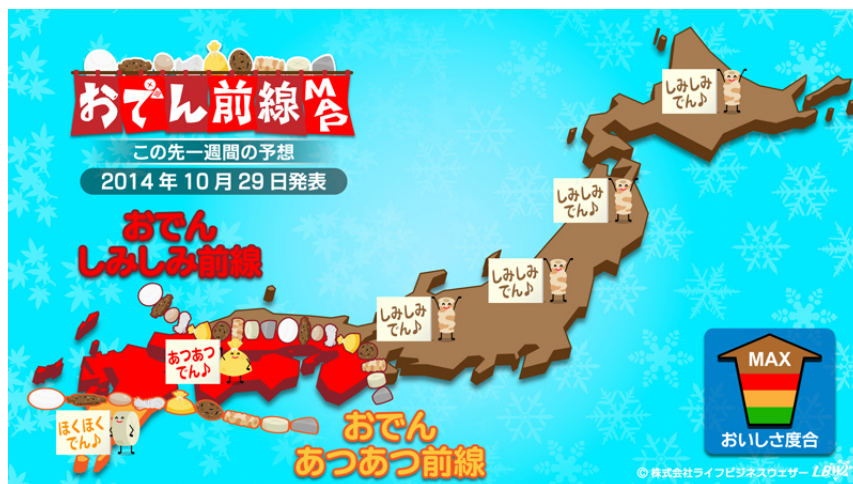 おでん前線MAP
この先一週間の予想
2014年10月29日発表
おでん
しみしみ前線
しみしみ
でん♪
しみしみ
でん♪
しみしみ
でん♪
しみしみ
でん♪
あつあつ
でん♪
ほくほく
でん♪
おでん
あつあつ前線
MAX
おいしさ度合
© 株式会社ライフビジネスウェザー LBW